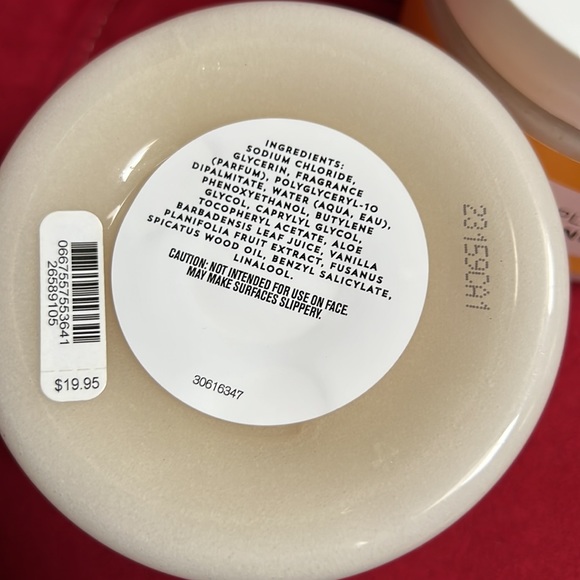 INGREDIENTS:
SODIUM CHLORIDE,
GLYCERIN, FRAGRANCE
(PARFUM), POLYGLYCERYL-10
DIPALMITATE, WATER (AQUA, EAU),
PHENOXYETHANOL, BUTYLENE
GLYCOL, CAPRYLYL GLYCOL,
TOCOPHERYL ACETATE, ALOE
BARBADENSIS LEAF JUICE, VANILLA
PLANIFOLIA FRUIT EXTRACT, FUSANUS
SPICATUS WOOD OIL, BENZYL SALICYLATE,
LINALOOL.
CAUTION: NOT INTENDED FOR USE ON FACE.
MAY MAKE SURFACES SLIPPERY.
30616347
0667557553641
26589105
$19.95
23159OA1